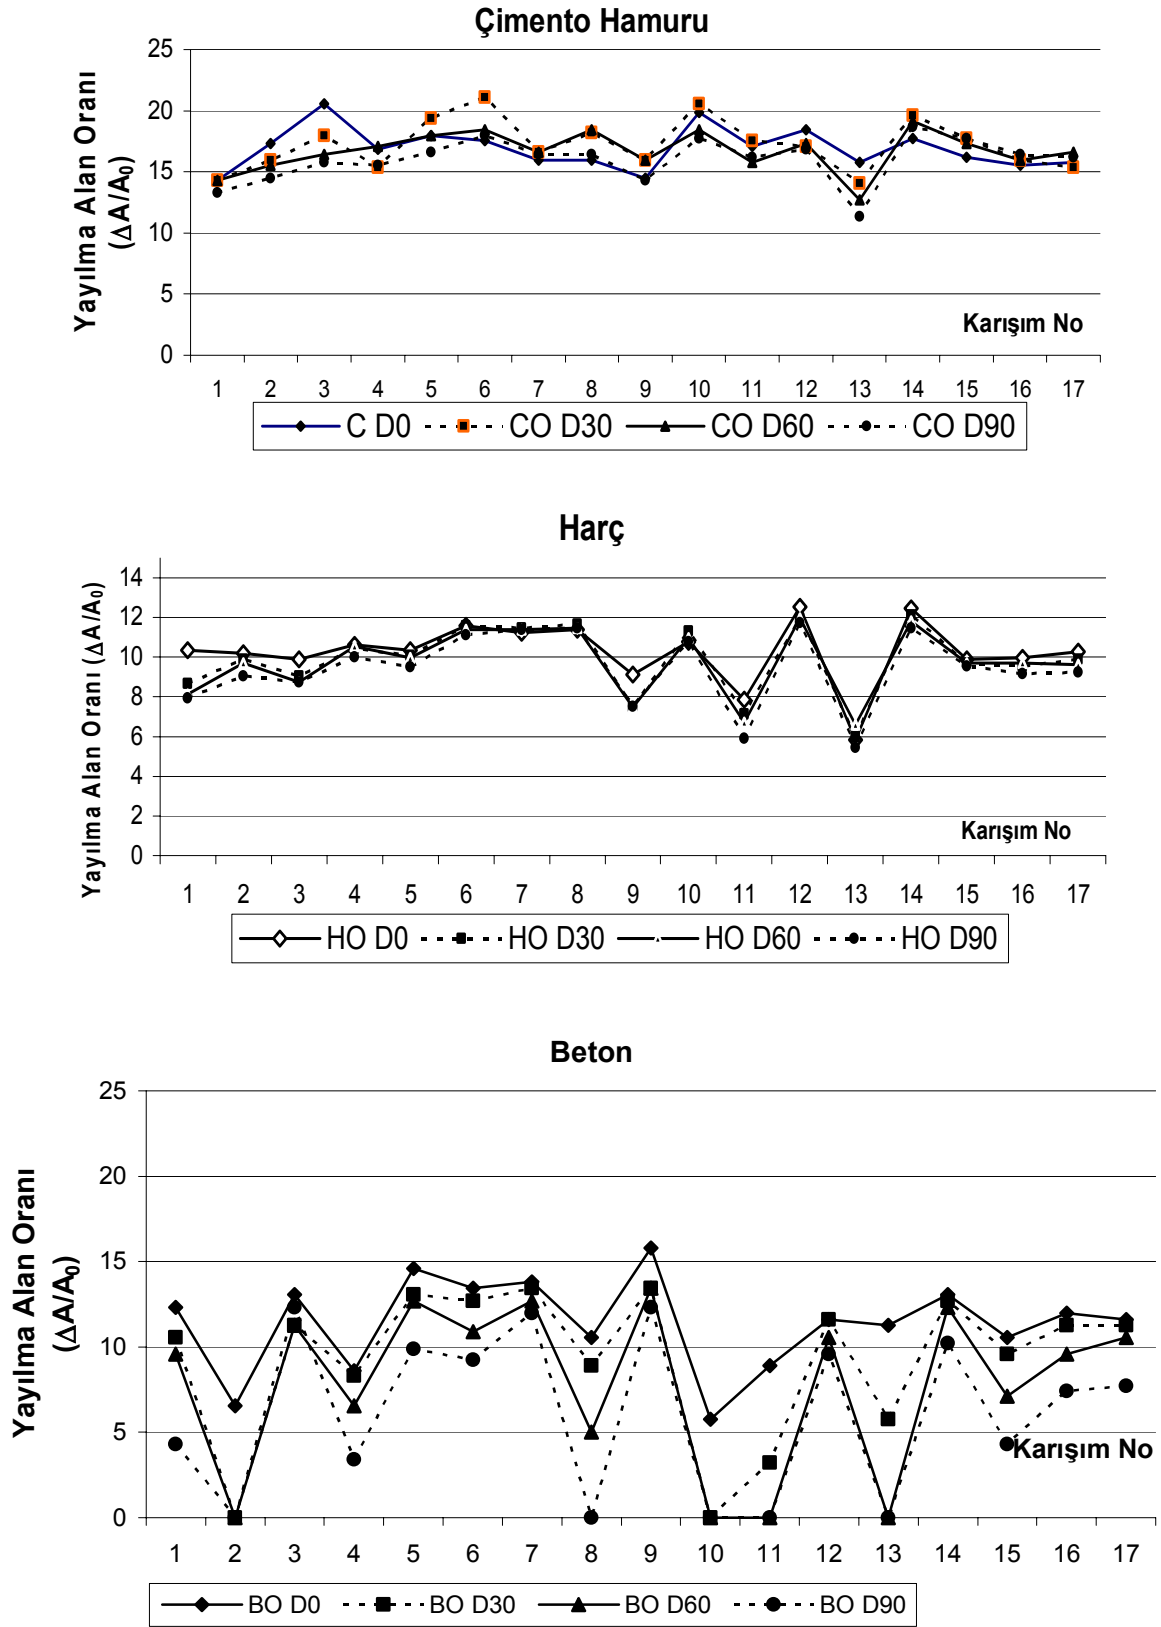 Çimento Hamuru
Yayılma Alan Oranı
(ΔA/A₀)
25
20
15
10
5
0
Karışım No
1 2 3 4 5 6 7 8 9 10 11 12 13 14 15 16 17
C D0 CO D30 CO D60 CO D90
Harç
Yayılma Alan Oranı (ΔA/A₀)
14
12
10
8
6
4
2
0
Karışım No
1 2 3 4 5 6 7 8 9 10 11 12 13 14 15 16 17
HO D0 HO D30 HO D60 HO D90
Beton
Yayılma Alan Oranı
(ΔA/A₀)
25
20
15
10
5
0
Karışım No
1 2 3 4 5 6 7 8 9 10 11 12 13 14 15 16 17
BO D0 BO D30 BO D60 BO D90